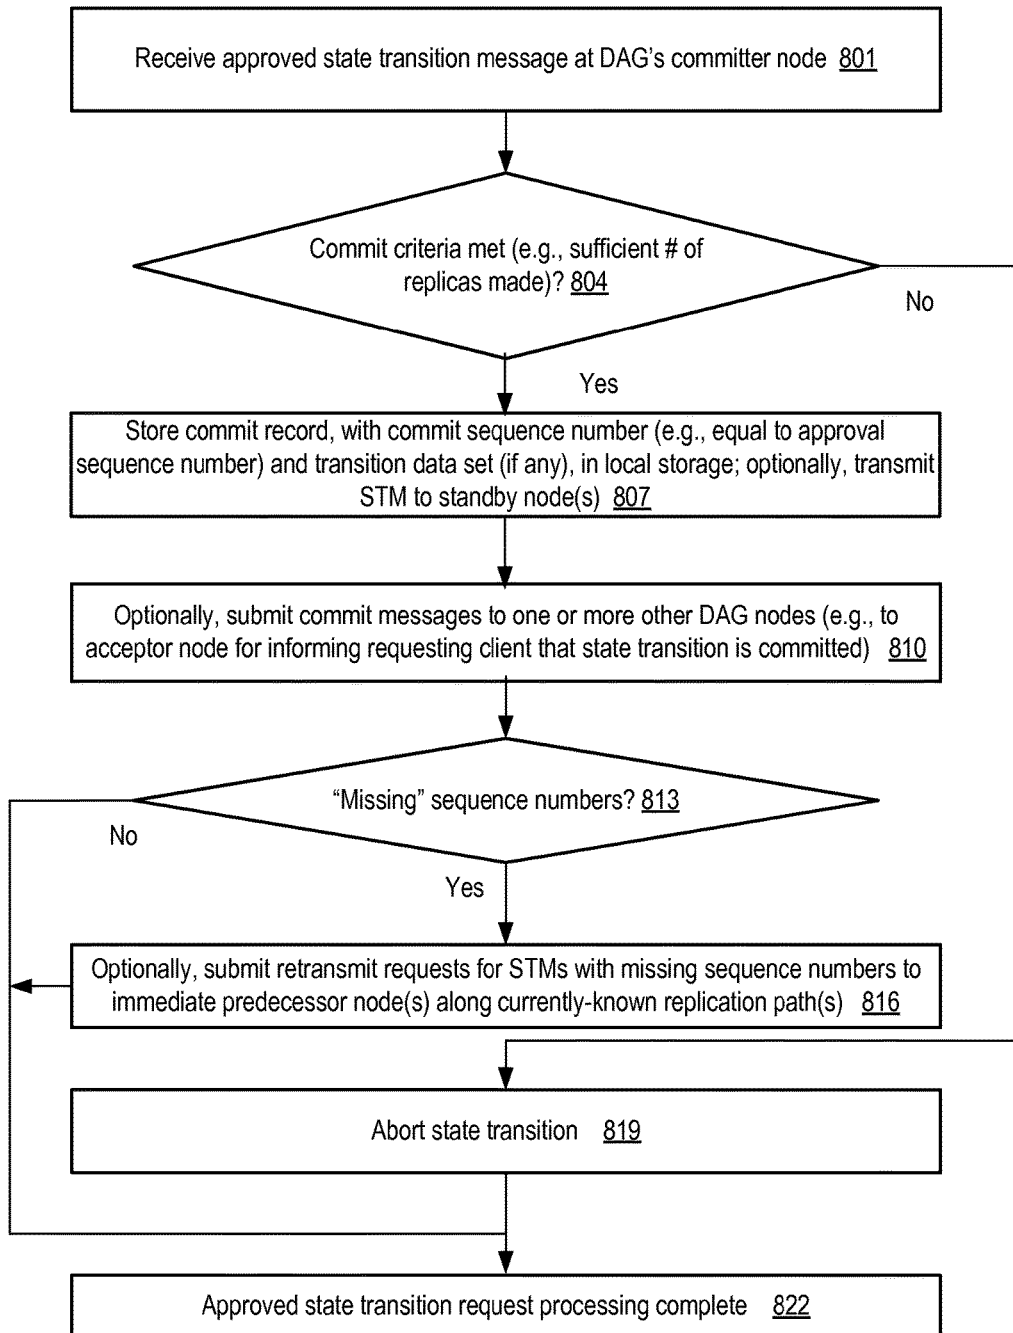 Receive approved state transition message at DAG’s committer node 801
Commit criteria met (e.g., sufficient # of
replicas made)? 804
No
Yes
Store commit record, with commit sequence number (e.g., equal to approval
sequence number) and transition data set (if any), in local storage; optionally, transmit
STM to standby node(s) 807
Optionally, submit commit messages to one or more other DAG nodes (e.g., to
acceptor node for informing requesting client that state transition is committed) 810
“Missing” sequence numbers? 813
No
Yes
Optionally, submit retransmit requests for STMs with missing sequence numbers to
immediate predecessor node(s) along currently-known replication path(s) 816
Abort state transition 819
Approved state transition request processing complete 822